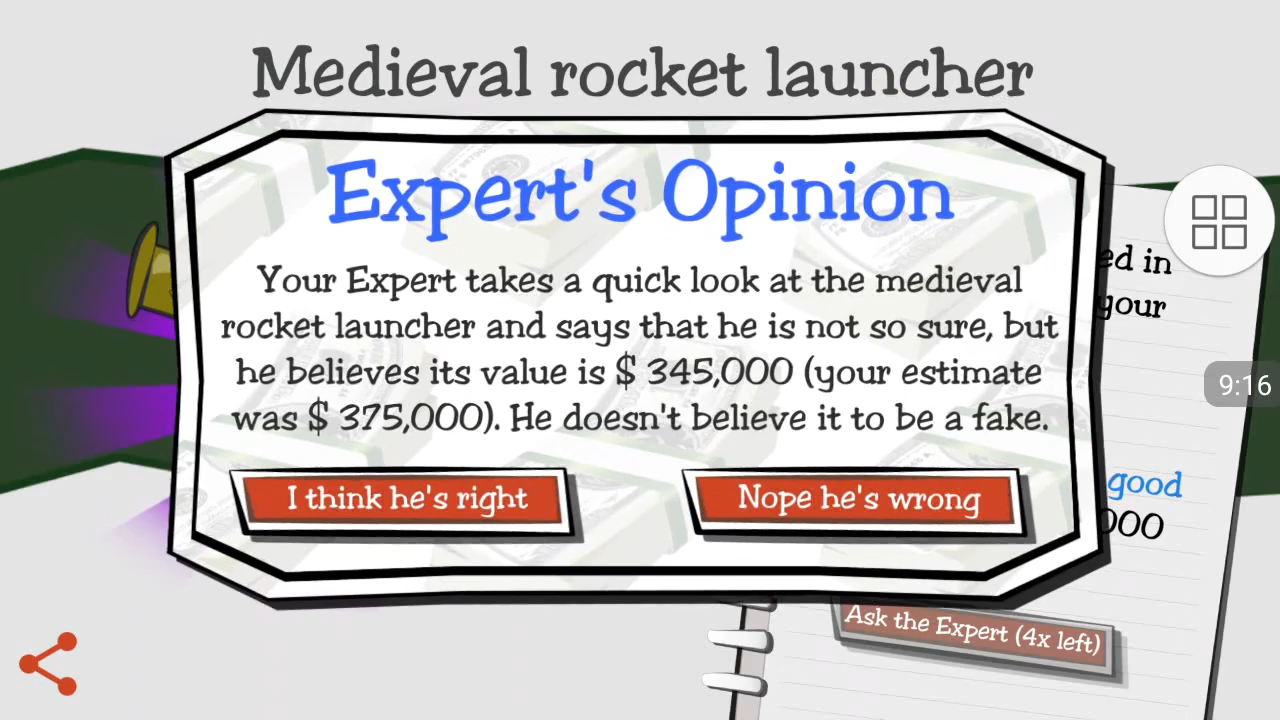 Medieval rocket launcher
Expert's Opinion
Your Expert takes a quick look at the medieval
rocket launcher and says that he is not so sure, but
he believes its value is $ 345,000 (your estimate
was $ 375,000). He doesn't believe it to be a fake.
I think he's right
Nope he's wrong
in
your
9:16
good
Ask the Expert (4x left)